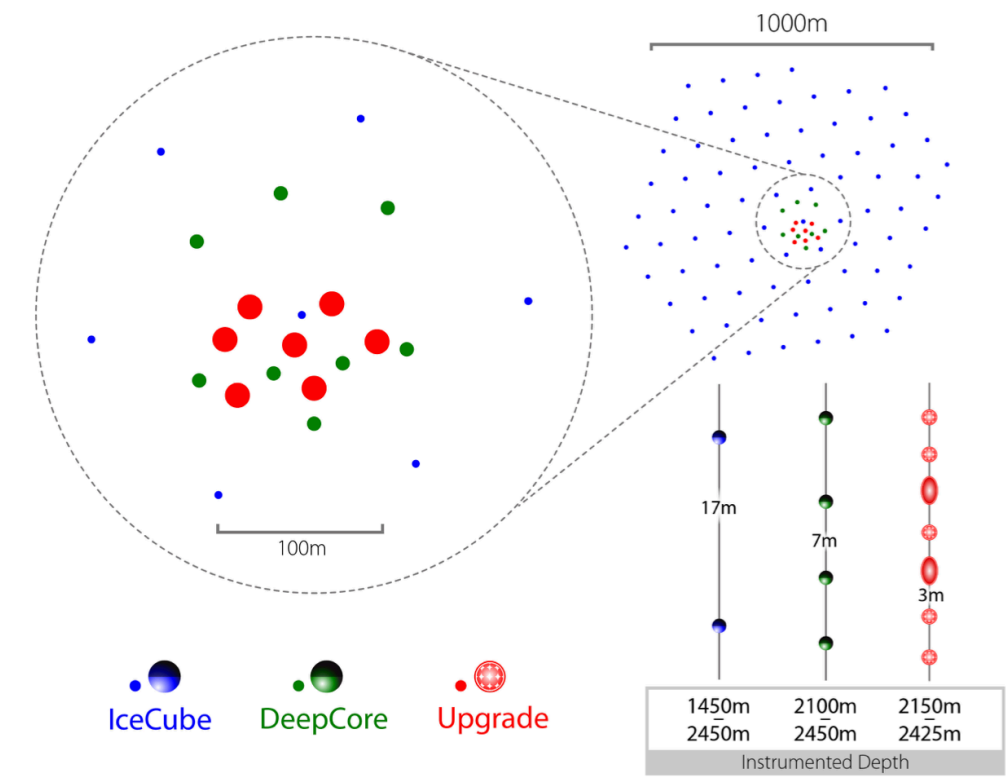 1000m
100m
17m
7m
3m
IceCube
DeepCore
Upgrade
1450m
–
2450m
2100m
–
2450m
2150m
–
2425m
Instrumented Depth